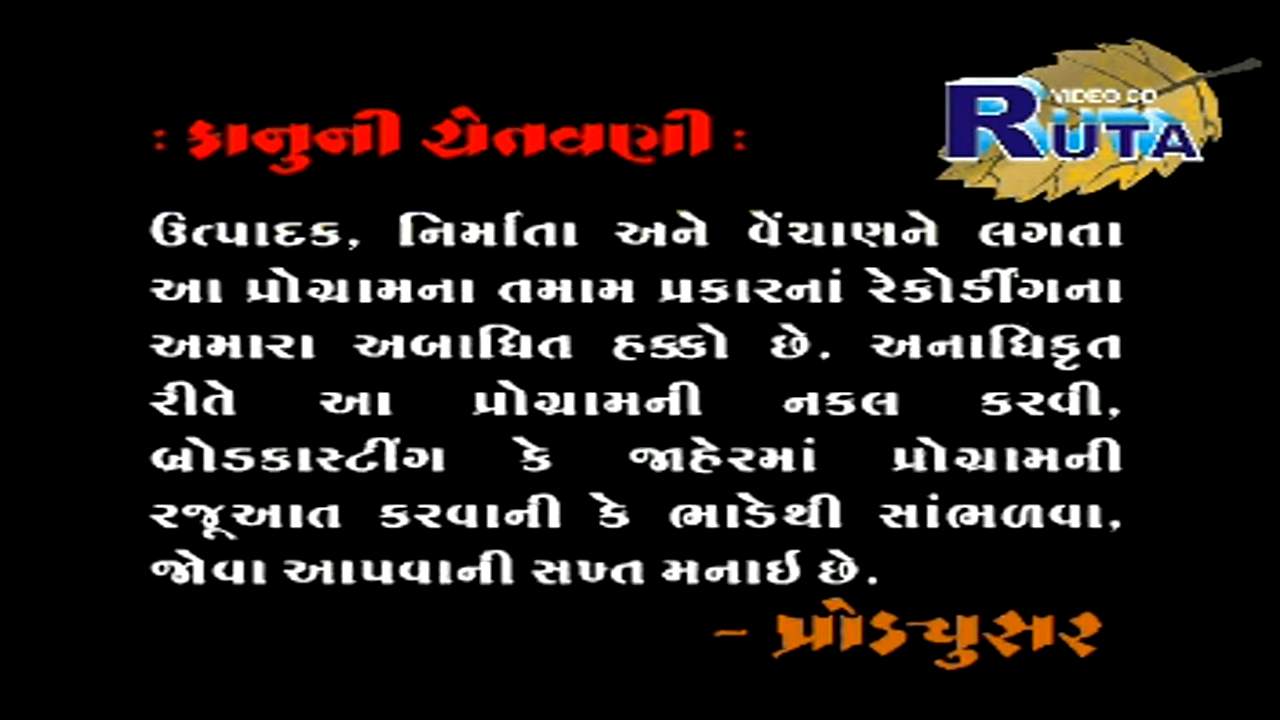 : કાનુની ચેતવણી :
VIDEO CD
RUTA
ઉત્પાદક, નિર્માતા અને વેંચાણને લગતા
આ પ્રોગ્રામના તમામ પ્રકારનાં રેકોર્ડીંગના
અમારા અબાધિત હક્કો છે. અનાધિકૃત
રીતે આ પ્રોગ્રામની નકલ કરવી,
બ્રોડકાસ્ટીંગ કે જાહેરમાં પ્રોગ્રામની
રજૂઆત કરવાની કે ભાડેથી સાંભળવા,
જોવા આપવાની સખ્ત મનાઇ છે.
- પ્રોડ્યુસર